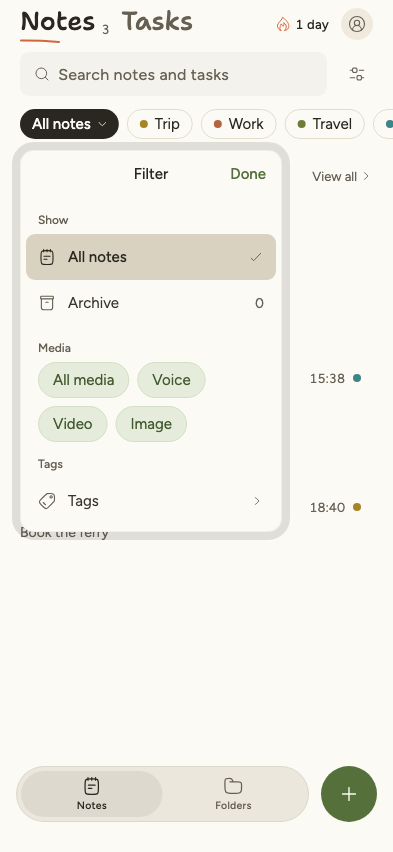 Notes 3 Tasks 1 day
Search notes and tasks
All notes Trip Work Travel
Filter Done
View all
Show
All notes
Archive 0
Media
All media Voice
15:38
Video Image
Tags
Tags
18:40
Book the ferry
Notes Folders